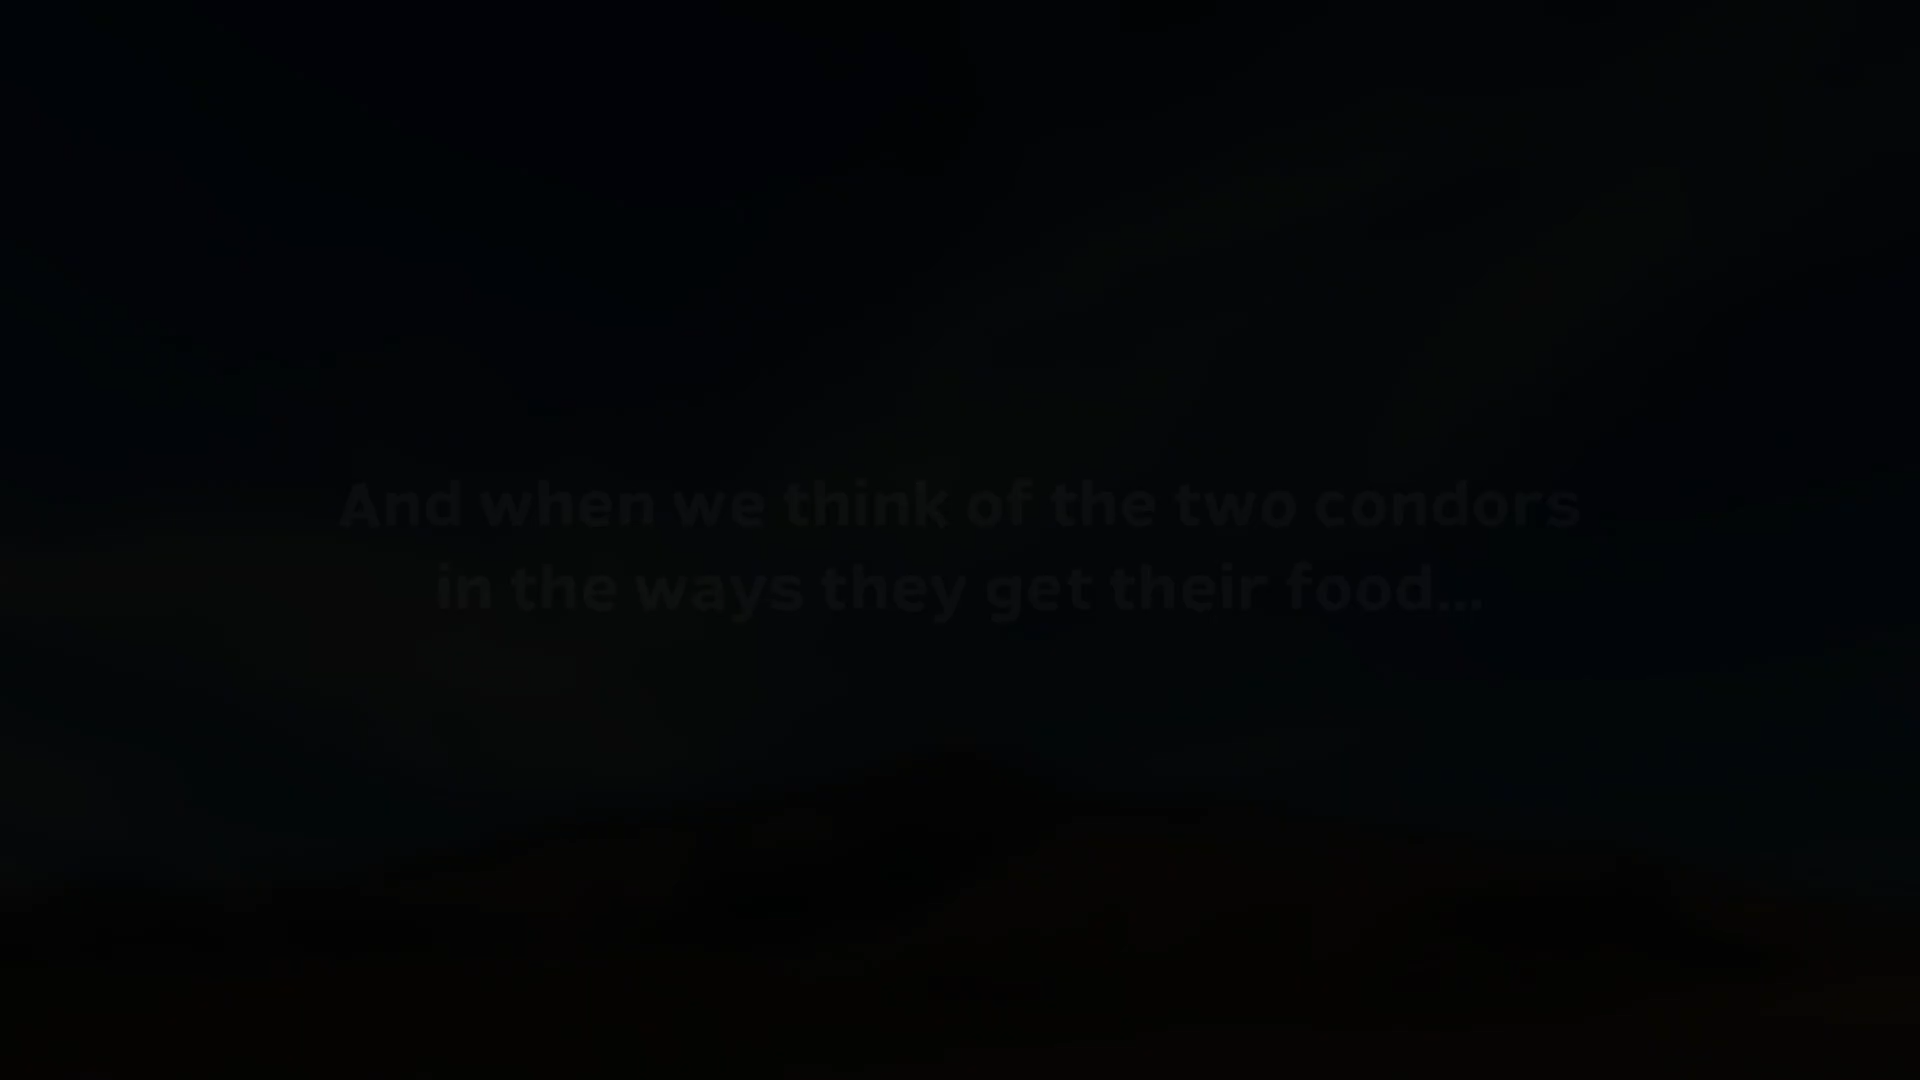 And when we think of the two condors
in the ways they get their food...